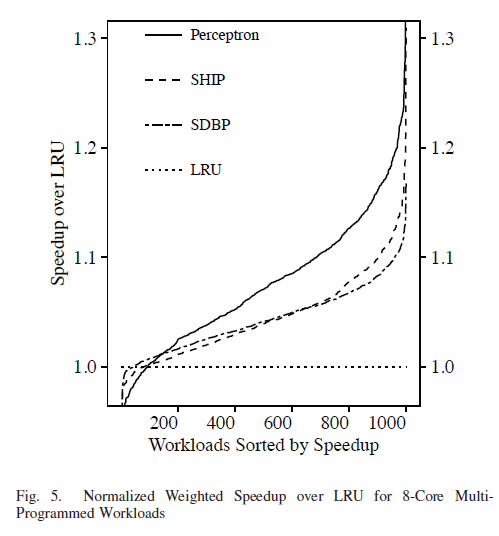 1.3
1.3
Perceptron
SHIP
SDBP
LRU
1.2
1.2
1.1
1.1
1.0
1.0
Speedup over LRU
200 400 600 800 1000
Workloads Sorted by Speedup
Fig. 5. Normalized Weighted Speedup over LRU for 8-Core Multi-
Programmed Workloads